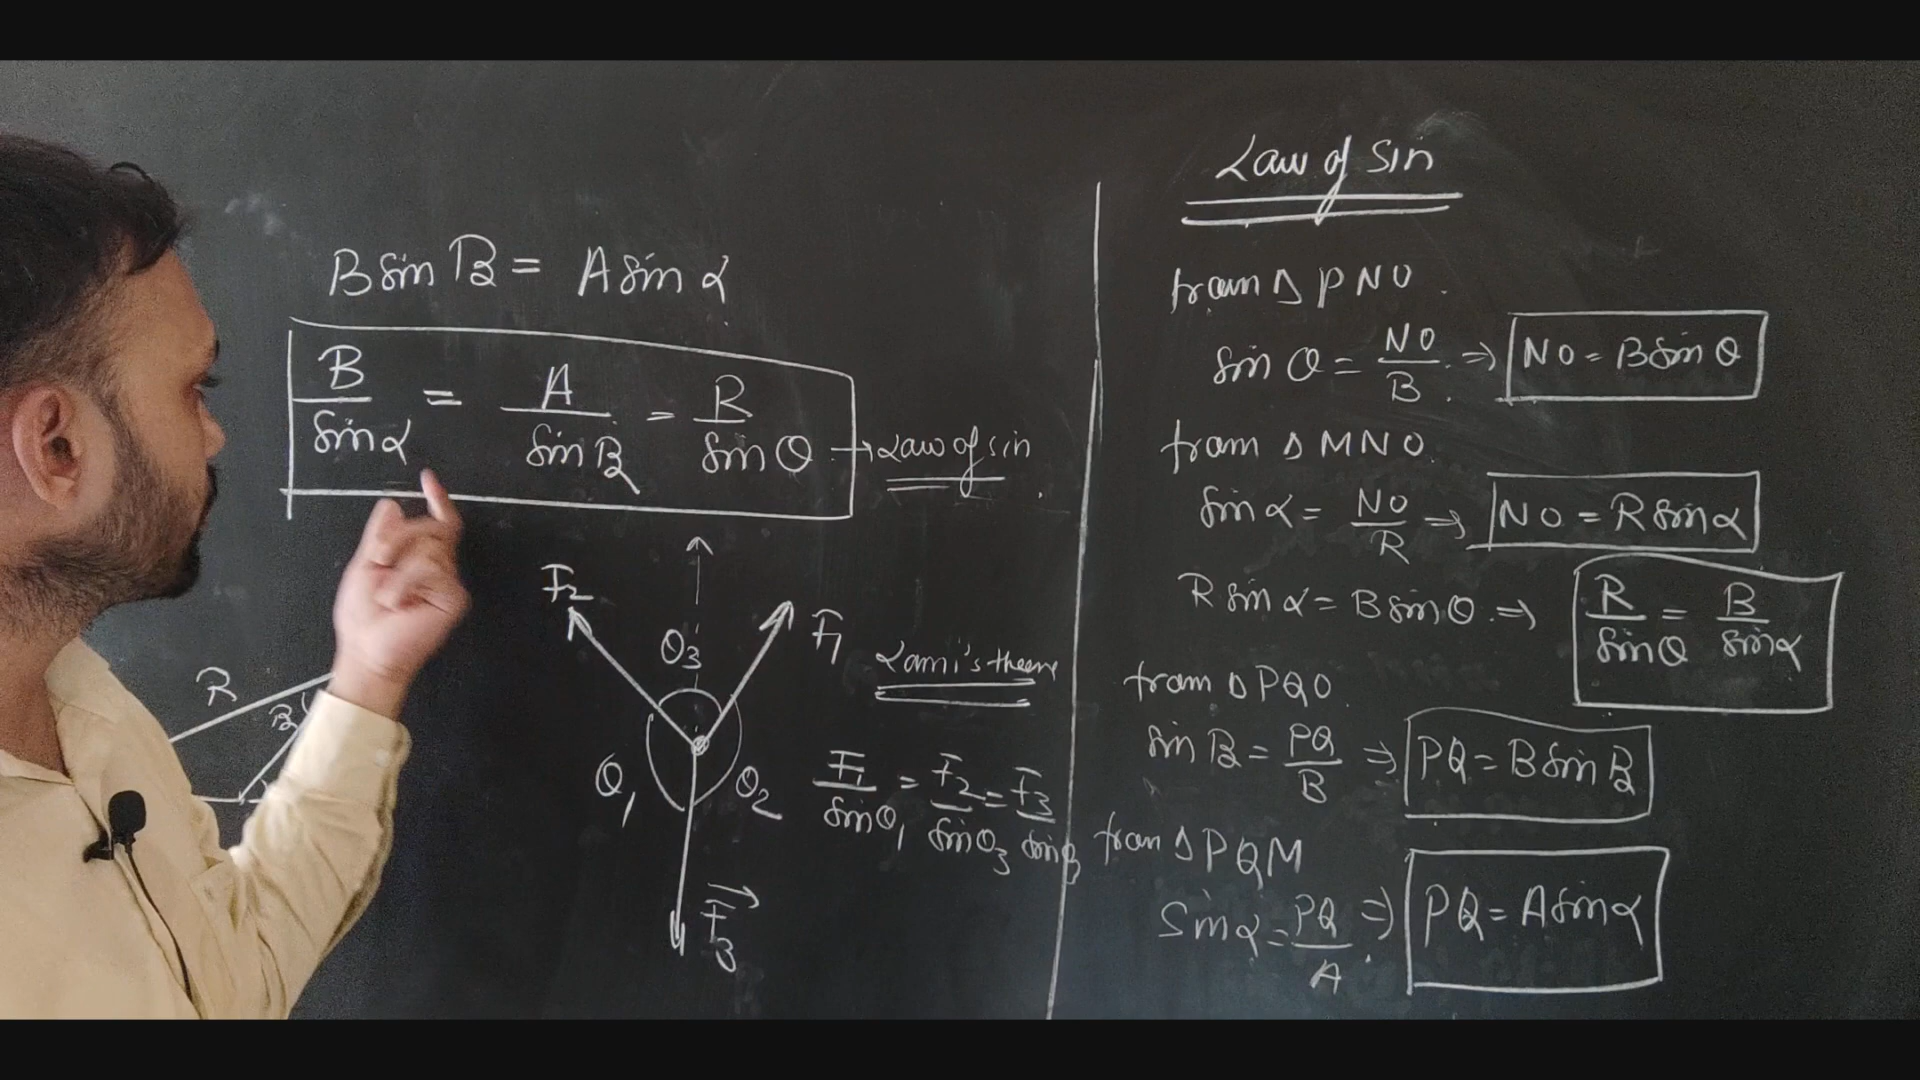 B sin β = A sin α
B/sin α = A/sin β = R/sin θ → Law of sin
F2
θ3
F1
Lami's
R
β
θ1
θ2
F1/sin θ1 = F2/sin θ3 = F3/sin
F3
Law of sin
from Δ PNO.
sin θ = NO/B. ⇒ NO = B sin θ
from Δ MNO.
sin α = NO/R ⇒ NO = R sin α
R sin α = B sin θ ⇒ R/sin θ = B/sin α
from Δ PQO.
sin β = PQ/B ⇒ PQ = B sin β
from Δ PQM
Sin α = PQ/A ⇒ PQ = A sin α